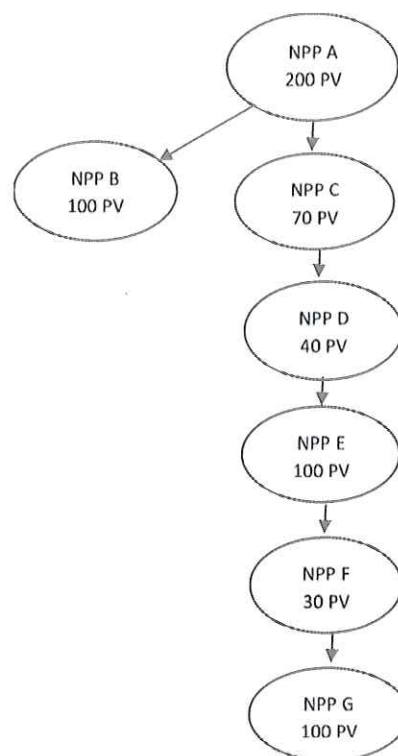 NPP A
200 PV
NPP B
100 PV
NPP C
70 PV
NPP D
40 PV
NPP E
100 PV
NPP F
30 PV
NPP G
100 PV